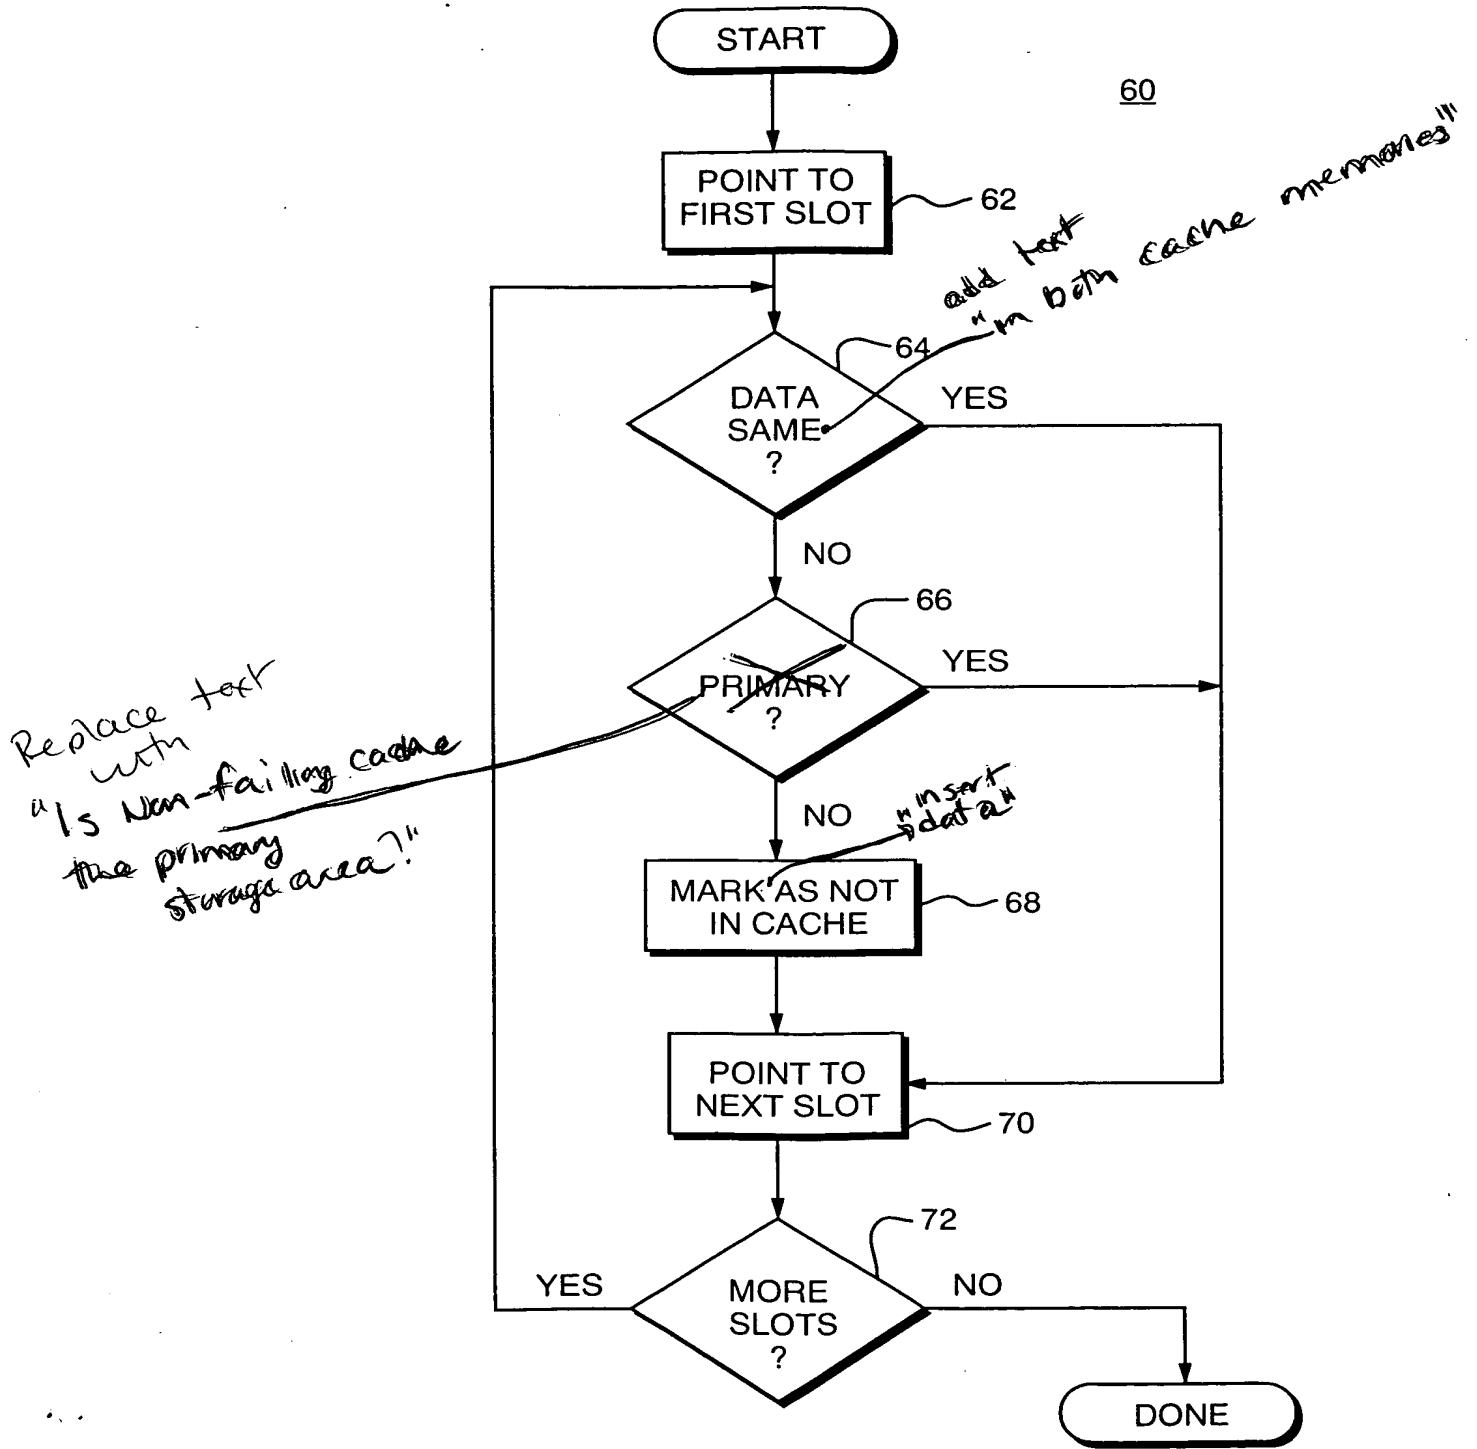 START
60
POINT TO
FIRST SLOT
62
add text
"in both cache memories"
64
DATA
SAME
?
YES
NO
66
PRIMARY
?
YES
Replace text
with
"Is Non-failing cache
the primary
storage area?"
NO
"insert
data"
MARK AS NOT
IN CACHE
68
POINT TO
NEXT SLOT
70
72
YES
MORE
SLOTS
?
NO
DONE